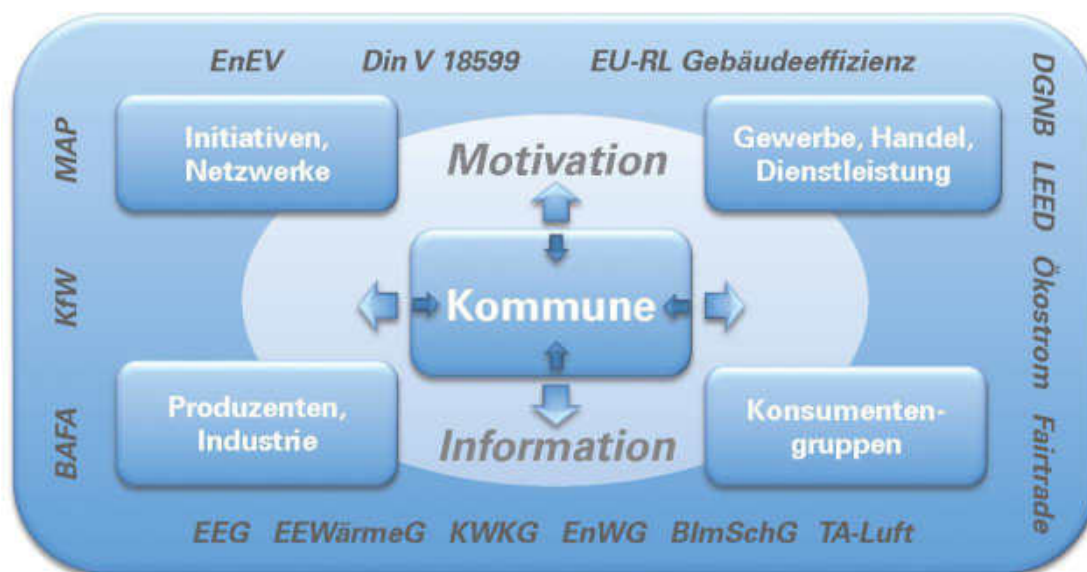 EnEV Din V 18599 EU-RL Gebäudeeffizienz
MAP
KfW
BAFA
Initiativen,
Netzwerke
Motivation
Gewerbe, Handel,
Dienstleistung
Kommune
Produzenten,
Industrie
Information
Konsumenten-
gruppen
DGNB
LEED
Ökostrom
Fairtrade
EEG EEWärmeG KWKG EnWG BImSchG TA-Luft